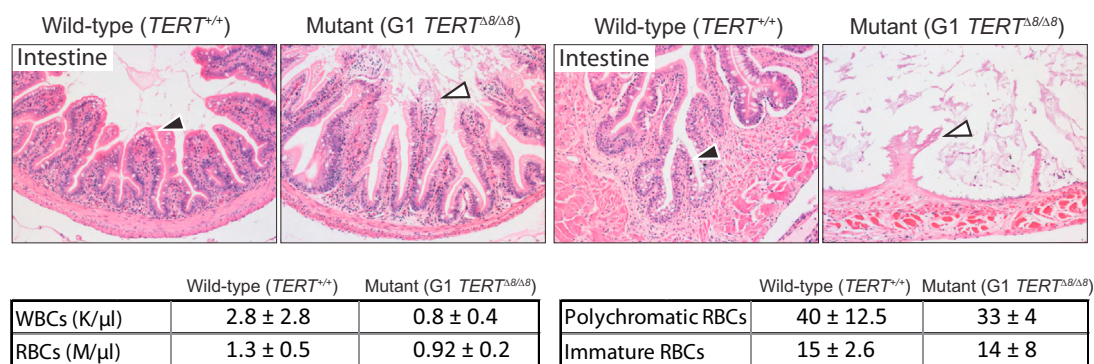 Wild-type (TERT+/+) Mutant (G1 TERTΔ8/Δ8) Wild-type (TERT+/+) Mutant (G1 TERTΔ8/Δ8)
Intestine Intestine
Wild-type (TERT+/+) Mutant (G1 TERTΔ8/Δ8)
WBCs (K/µl) 2.8 ± 2.8 0.8 ± 0.4
RBCs (M/µl) 1.3 ± 0.5 0.92 ± 0.2
Wild-type (TERT+/+) Mutant (G1 TERTΔ8/Δ8)
Polychromatic RBCs 40 ± 12.5 33 ± 4
Immature RBCs 15 ± 2.6 14 ± 8